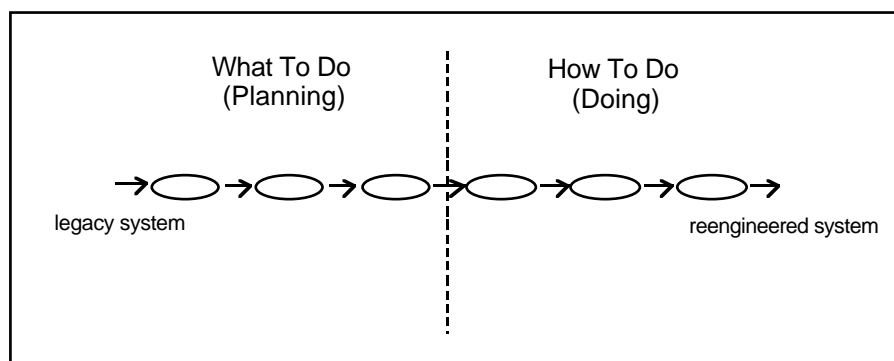 What To Do
(Planning)
How To Do
(Doing)
legacy system
reengineered system